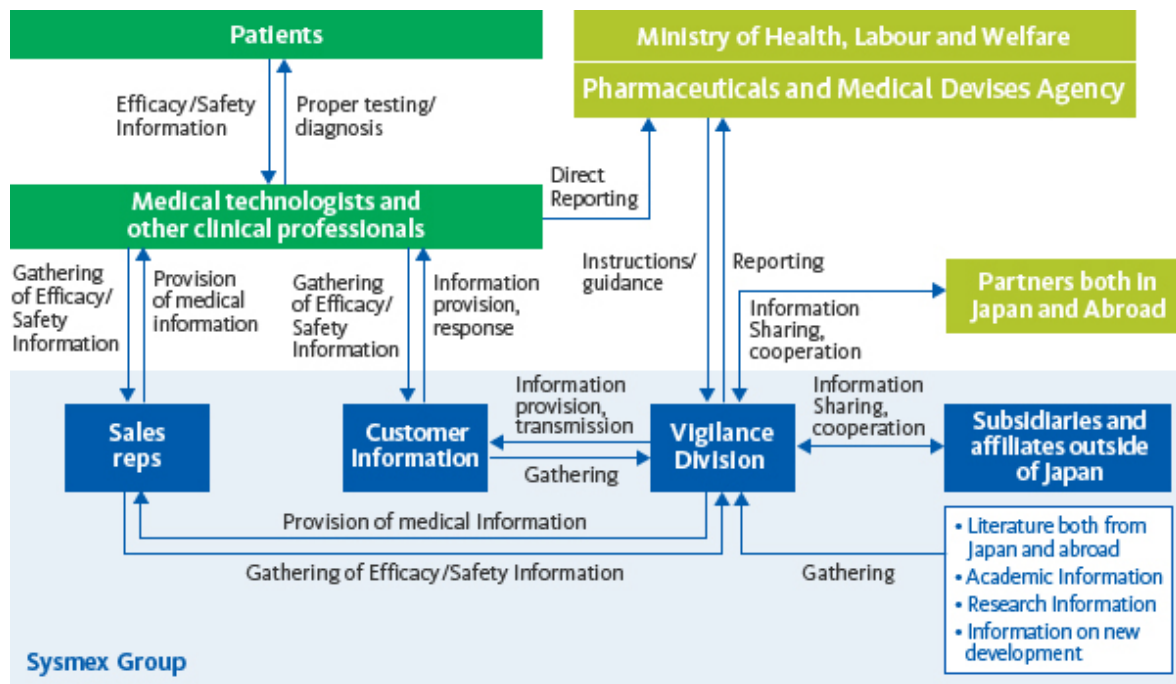 Patients
Ministry of Health, Labour and Welfare
Pharmaceuticals and Medical Devises Agency
Efficacy/Safety
Information
Proper testing/
diagnosis
Medical technologists and
other clinical professionals
Direct
Reporting
Gathering
of Efficacy/
Safety
Information
Provision
of medical
information
Gathering
of Efficacy/
Safety
Information
Information
provision,
response
Instructions/
guidance
Reporting
Partners both in
Japan and Abroad
Information
Sharing,
cooperation
Sales
reps
Customer
Information
Information
provision,
transmission
Gathering
Vigilance
Division
Information
Sharing,
cooperation
Subsidiaries and
affiliates outside
of Japan
Provision of medical Information
Gathering of Efficacy/Safety Information
Gathering
• Literature both from
Japan and abroad
• Academic Information
• Research Information
• Information on new
development
Sysmex Group